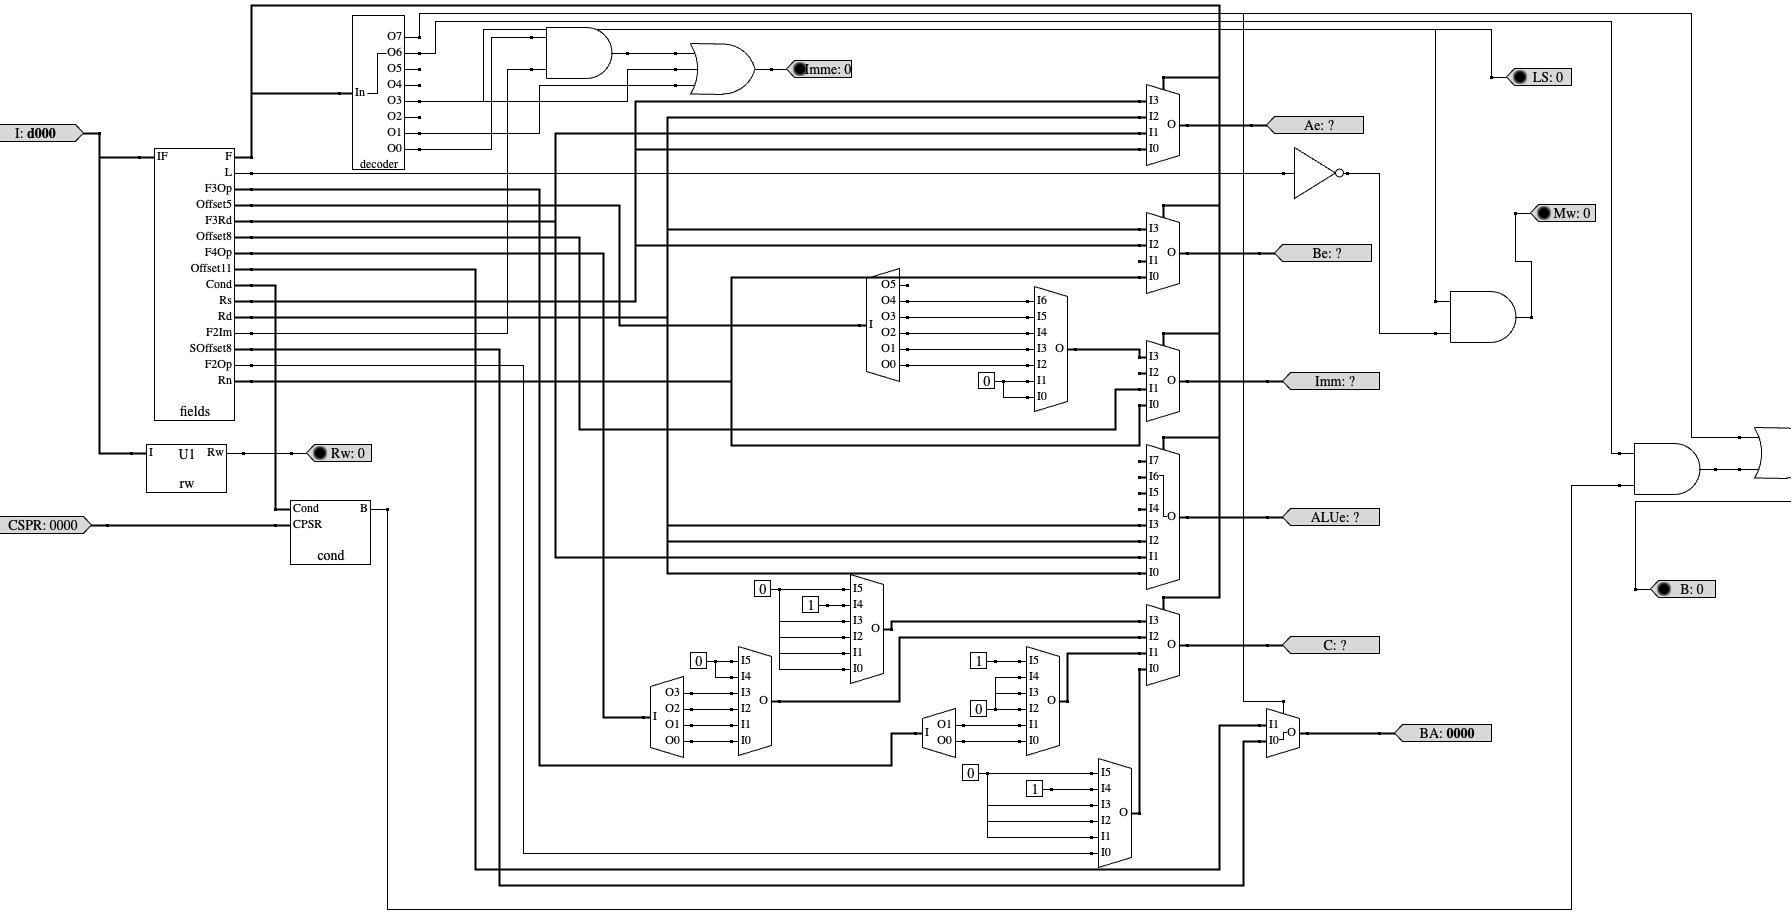 I: d000
IF
F
L
F3Op
Offset5
F3Rd
Offset8
F4Op
Offset11
Cond
Rs
Rd
F2Im
SOffset8
F2Op
Rn
fields
In
O7
O6
O5
O4
O3
O2
O1
O0
decoder
Imme: 0
LS: 0
I3
I2
I1
I0
O
Ae: ?
Mw: 0
I3
I2
I1
I0
O
Be: ?
I
O5
O4
O3
O2
O1
O0
0
I6
I5
I4
I3
I2
I1
I0
O
I3
I2
I1
I0
O
Imm: ?
I
U1
Rw
rw
Rw: 0
CSPR: 0000
Cond
CPSR
B
cond
I7
I6
I5
I4
I3
I2
I1
I0
O
ALUe: ?
B: 0
0
1
I5
I4
I3
I2
I1
I0
O
I3
I2
I1
I0
O
C: ?
I
O3
O2
O1
O0
0
I5
I4
I3
I2
I1
I0
O
I
O1
O0
1
0
I5
I4
I3
I2
I1
I0
O
I1
I0
O
BA: 0000
0
1
I5
I4
I3
I2
I1
I0
O